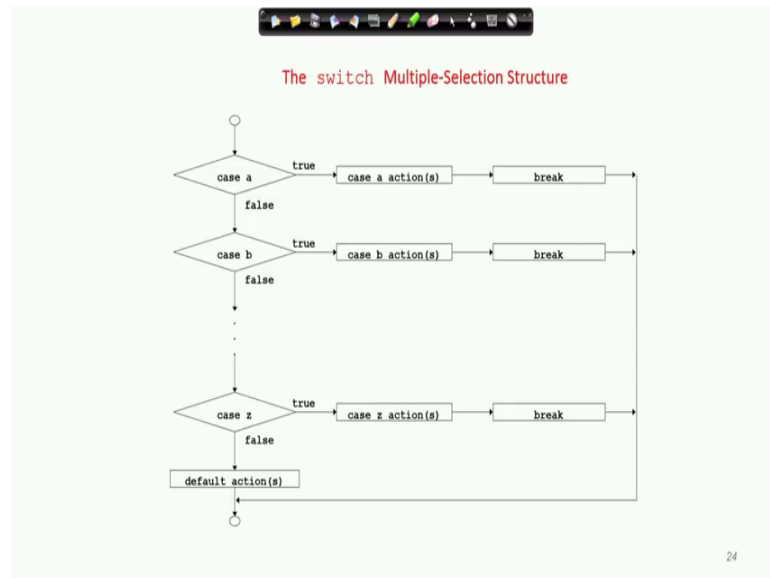 The switch Multiple-Selection Structure
true
case a
case a action(s)
break
false
true
case b
case b action(s)
break
false
.
.
.
true
case z
case z action(s)
break
false
default action(s)
24